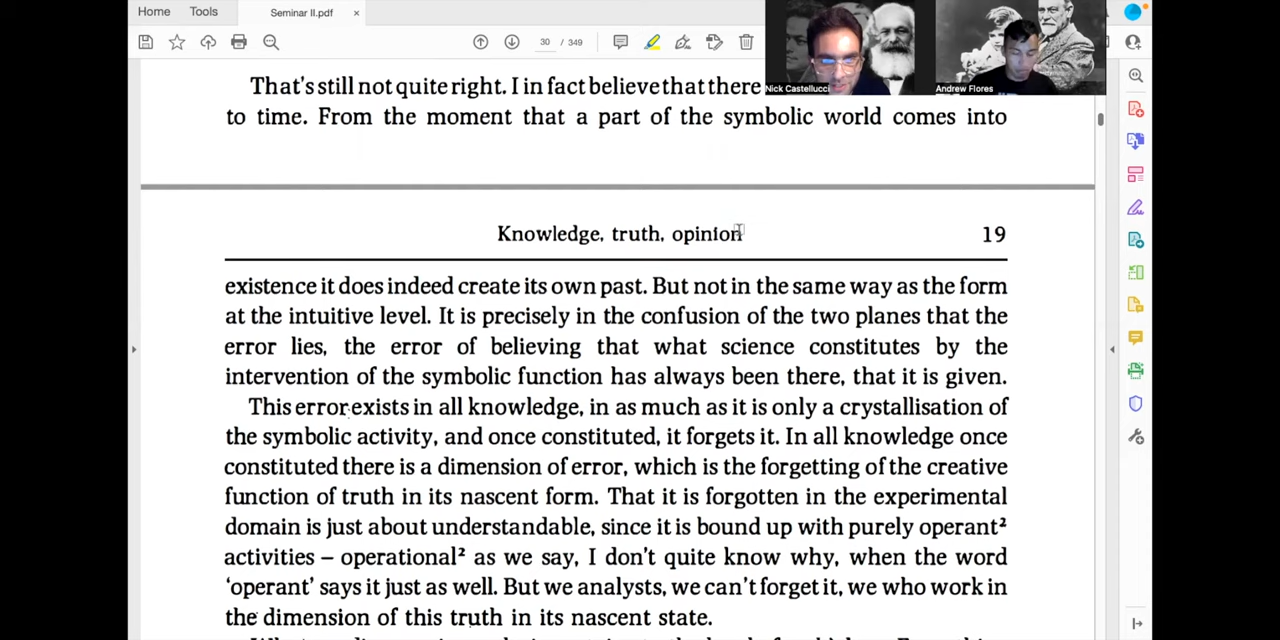 Home Tools Seminar II.pdf ×
30 / 349
Nick Castellucci
Andrew Flores
That's still not quite right. I in fact believe that there
to time. From the moment that a part of the symbolic world comes into
Knowledge, truth, opinion 19
existence it does indeed create its own past. But not in the same way as the form
at the intuitive level. It is precisely in the confusion of the two planes that the
error lies, the error of believing that what science constitutes by the
intervention of the symbolic function has always been there, that it is given.
This error exists in all knowledge, in as much as it is only a crystallisation of
the symbolic activity, and once constituted, it forgets it. In all knowledge once
constituted there is a dimension of error, which is the forgetting of the creative
function of truth in its nascent form. That it is forgotten in the experimental
domain is just about understandable, since it is bound up with purely operant²
activities – operational² as we say, I don't quite know why, when the word
'operant' says it just as well. But we analysts, we can't forget it, we who work in
the dimension of this truth in its nascent state.